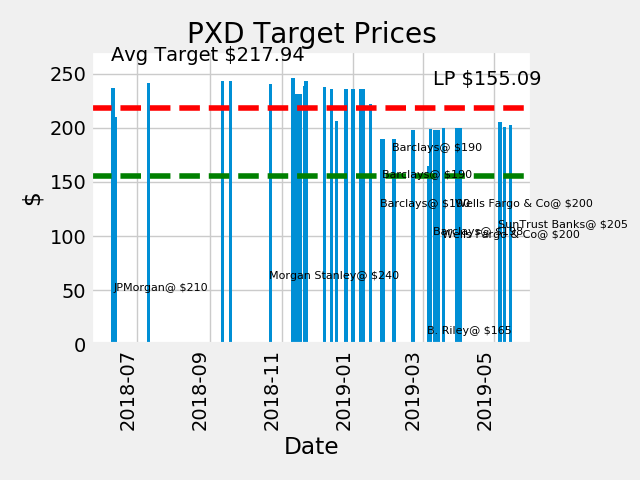 PXD Target Prices
Avg Target $217.94
LP $155.09
250
200
150
100
50
0
$
Barclays@ $190
Barclays@ $190
Barclays@ $190
Wells Fargo & Co@ $200
SunTrust Banks@ $205
Barclays@ $198
Wells Fargo & Co@ $200
Morgan Stanley@ $240
JPMorgan@ $210
B. Riley@ $165
2018-07
2018-09
2018-11
2019-01
2019-03
2019-05
Date